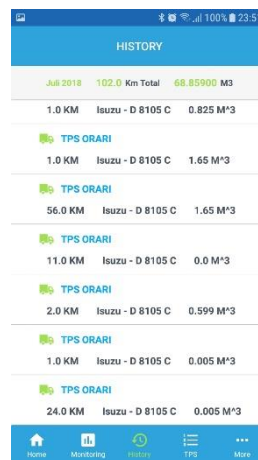 100% 23:5
HISTORY
Juli 2018 102.0 Km Total 68.85900 M3
1.0 KM Isuzu - D 8105 C 0.825 M^3
TPS ORARI
1.0 KM Isuzu - D 8105 C 1.65 M^3
TPS ORARI
56.0 KM Isuzu - D 8105 C 1.65 M^3
TPS ORARI
11.0 KM Isuzu - D 8105 C 0.0 M^3
TPS ORARI
2.0 KM Isuzu - D 8105 C 0.599 M^3
TPS ORARI
1.0 KM Isuzu - D 8105 C 0.005 M^3
TPS ORARI
24.0 KM Isuzu - D 8105 C 0.005 M^3
Home Monitoring History TPS More